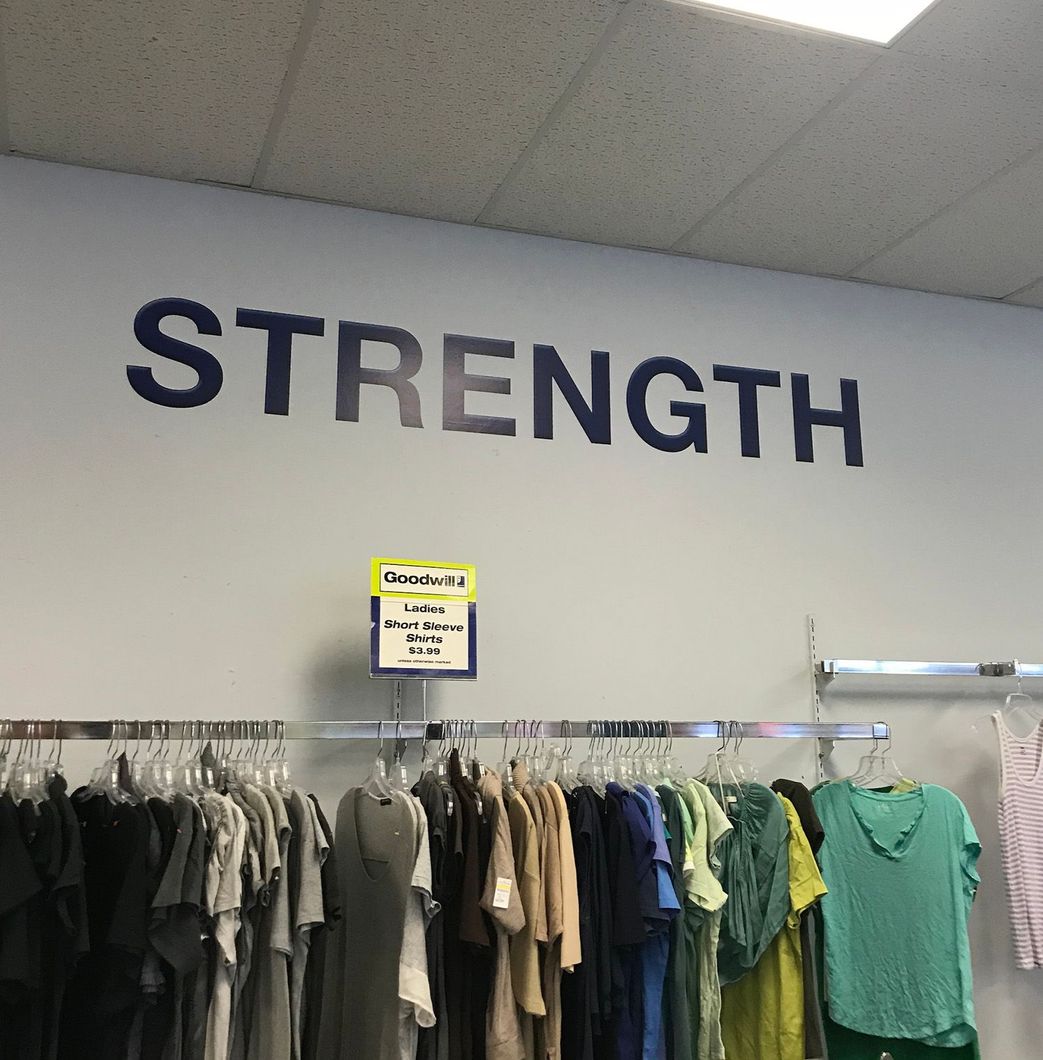 STRENGTH
Goodwill
Ladies
Short Sleeve
Shirts
$3.99
unless otherwise marked